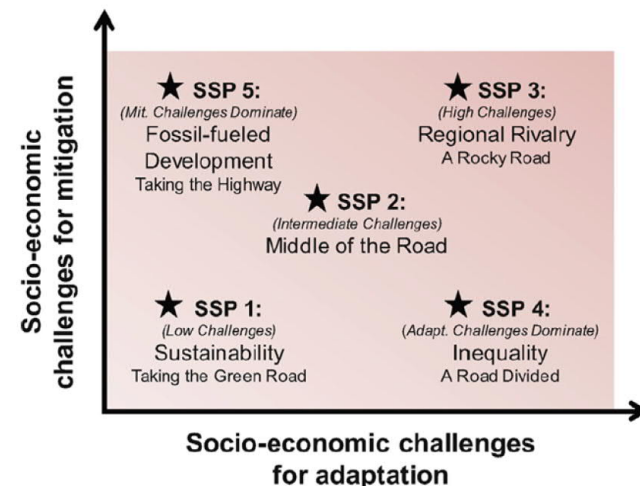 Socio-economic
challenges for mitigation
SSP 5:
(Mit. Challenges Dominate)
Fossil-fueled
Development
Taking the Highway
SSP 3:
(High Challenges)
Regional Rivalry
A Rocky Road
SSP 2:
(Intermediate Challenges)
Middle of the Road
SSP 1:
(Low Challenges)
Sustainability
Taking the Green Road
SSP 4:
(Adapt. Challenges Dominate)
Inequality
A Road Divided
Socio-economic challenges
for adaptation